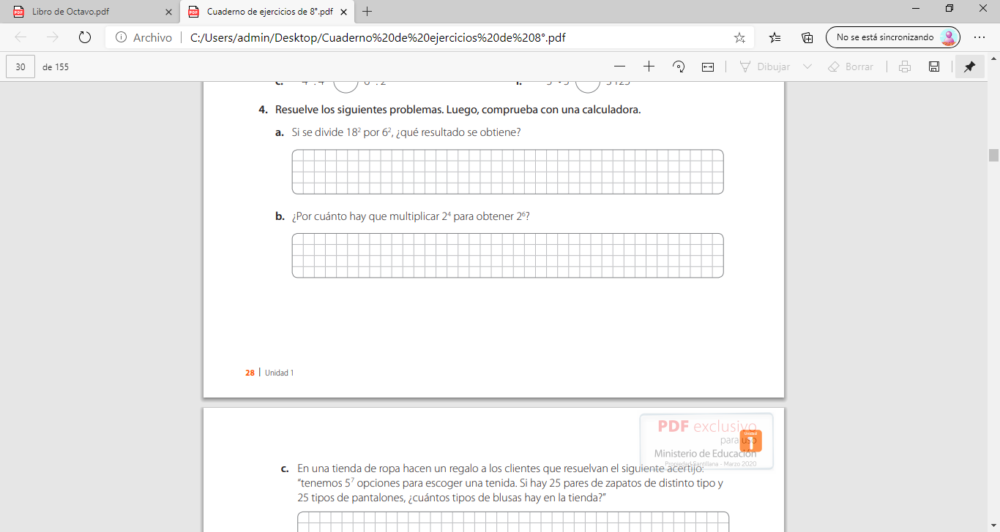 Libro de Octavo.pdf
Cuaderno de ejercicios de 8°.pdf
Archivo
C:/Users/admin/Desktop/Cuaderno%20de%20ejercicios%20de%208°.pdf
No se está sincronizando
30 de 155
Dibujar
Borrar
4. Resuelve los siguientes problemas. Luego, comprueba con una calculadora.
a. Si se divide 18² por 6², ¿qué resultado se obtiene?
b. ¿Por cuánto hay que multiplicar 2⁴ para obtener 2⁶?
28 | Unidad 1
PDF exclusivo
para uso
Ministerio de Educación
Propiedad Santillana - Marzo 2020
Unidad
1
c. En una tienda de ropa hacen un regalo a los clientes que resuelvan el siguiente acertijo:
“tenemos 5⁷ opciones para escoger una tenida. Si hay 25 pares de zapatos de distinto tipo y
25 tipos de pantalones, ¿cuántos tipos de blusas hay en la tienda?”